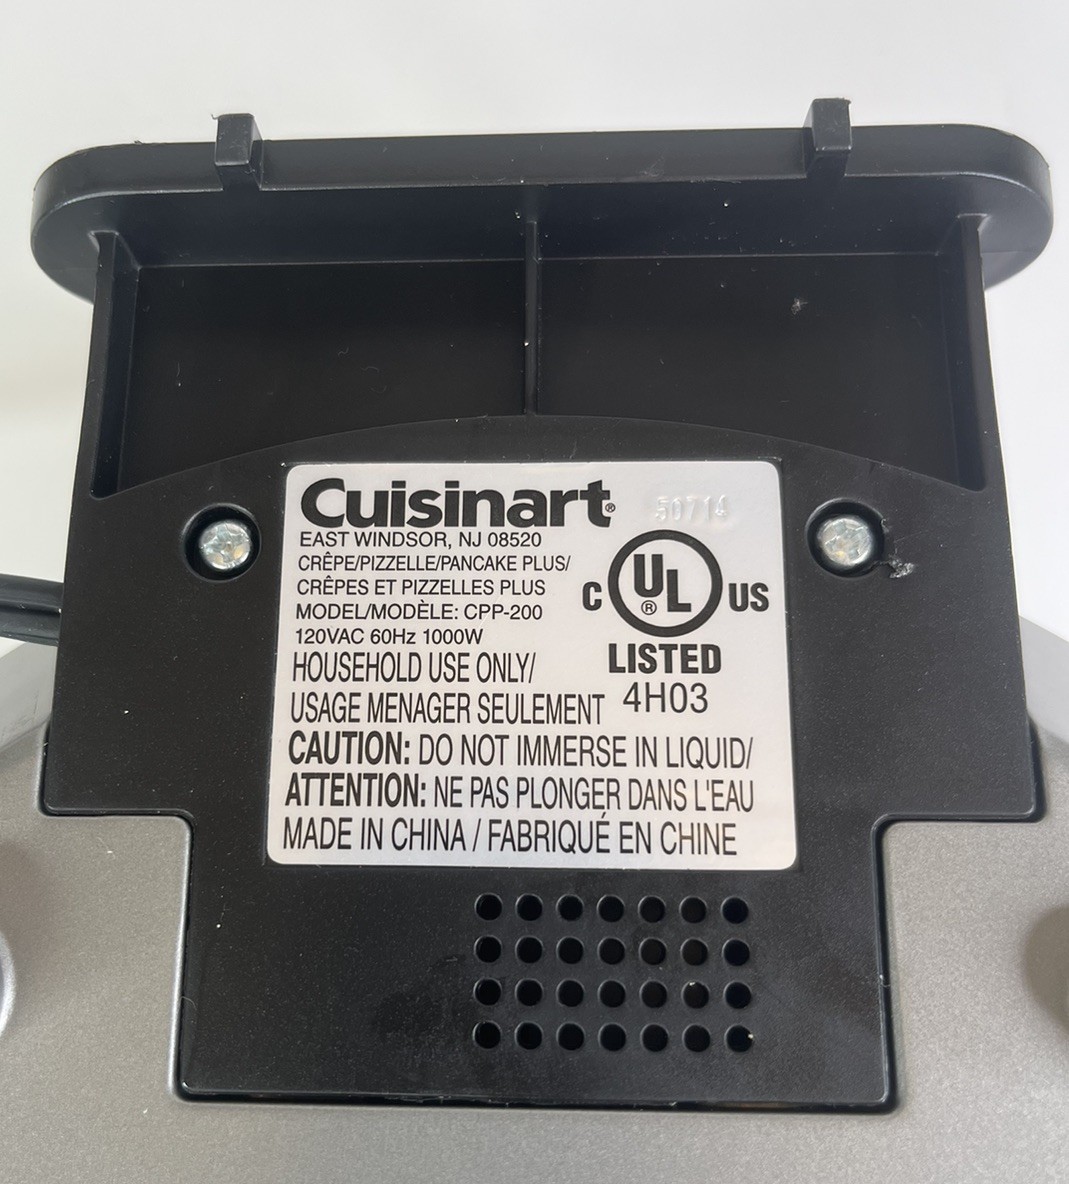 Cuisinart®
50714
EAST WINDSOR, NJ 08520
CRÊPE/PIZZELLE/PANCAKE PLUS/
CRÊPES ET PIZZELLES PLUS
MODEL/MODÈLE: CPP-200
120VAC 60Hz 1000W
C UL® US
LISTED
4H03
HOUSEHOLD USE ONLY/
USAGE MENAGER SEULEMENT
CAUTION: DO NOT IMMERSE IN LIQUID/
ATTENTION: NE PAS PLONGER DANS L'EAU
MADE IN CHINA / FABRIQUÉ EN CHINE